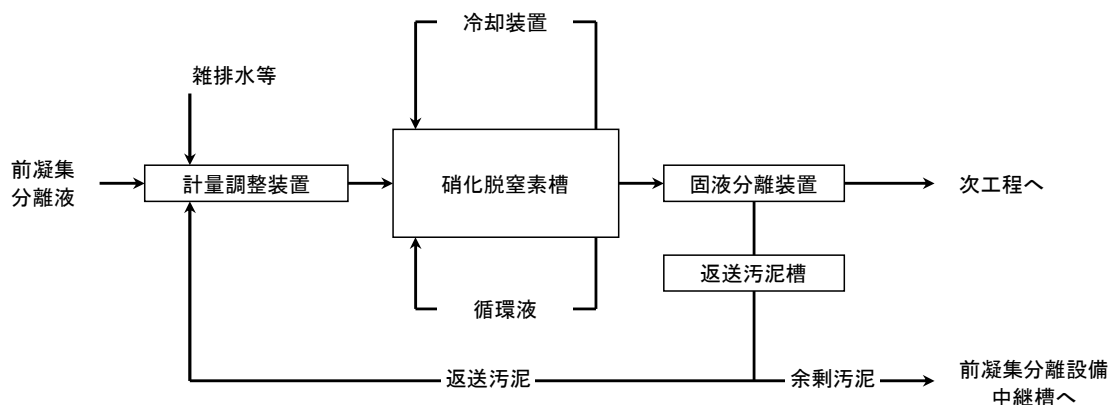 冷却装置
雑排水等
前凝集
分離液
計量調整装置
硝化脱窒素槽
固液分離装置
次工程へ
返送汚泥槽
循環液
返送汚泥
余剰汚泥
前凝集分離設備
中継槽へ